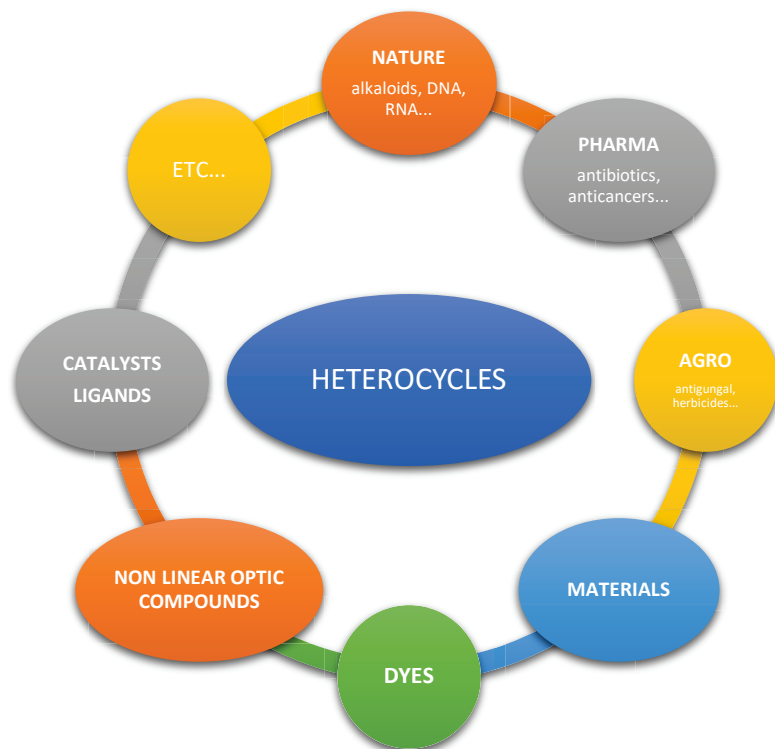 NATURE
alkaloids, DNA,
RNA...
PHARMA
antibiotics,
anticancers...
AGRO
antigungal,
herbicides...
MATERIALS
DYES
NON LINEAR OPTIC
COMPOUNDS
CATALYSTS
LIGANDS
ETC...
HETEROCYCLES